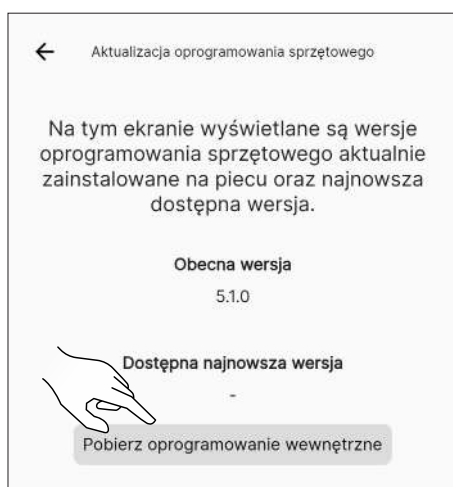 Aktualizacja oprogramowania sprzętowego
Na tym ekranie wyświetlane są wersje
oprogramowania sprzętowego aktualnie
zainstalowane na piecu oraz najnowsza
dostępna wersja.
Obecna wersja
5.1.0
Dostępna najnowsza wersja
-
Pobierz oprogramowanie wewnętrzne